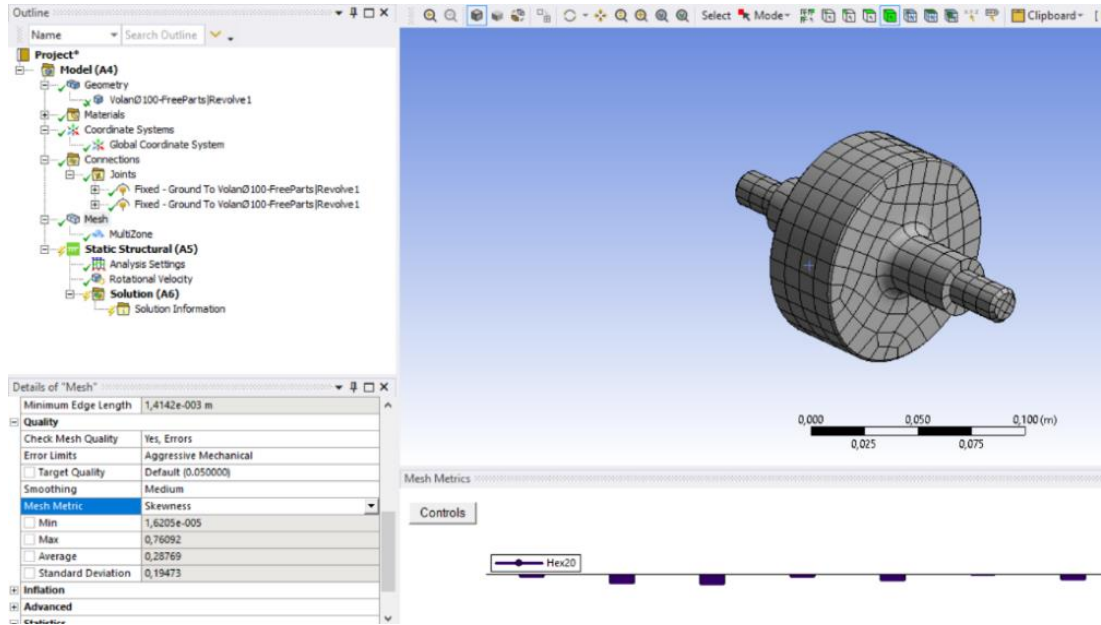 Outline
Name
Search Outline
Project*
Model (A4)
Geometry
VolanØ100-FreeParts|Revolve1
Materials
Coordinate Systems
Global Coordinate System
Connections
Joints
Fixed - Ground To VolanØ100-FreeParts|Revolve1
Fixed - Ground To VolanØ100-FreeParts|Revolve1
Mesh
MultiZone
Static Structural (A5)
Analysis Settings
Rotational Velocity
Solution (A6)
Solution Information
Details of "Mesh"
Minimum Edge Length 1,4142e-003 m
Quality
Check Mesh Quality Yes, Errors
Error Limits Aggressive Mechanical
Target Quality Default (0.050000)
Smoothing Medium
Mesh Metric Skewness
Min 1,6205e-005
Max 0,76092
Average 0,28769
Standard Deviation 0,19473
Inflation
Advanced
Statistics
Select Mode Clipboard
0,000 0,050 0,100 (m)
0,025 0,075
Mesh Metrics
Controls
Hex20